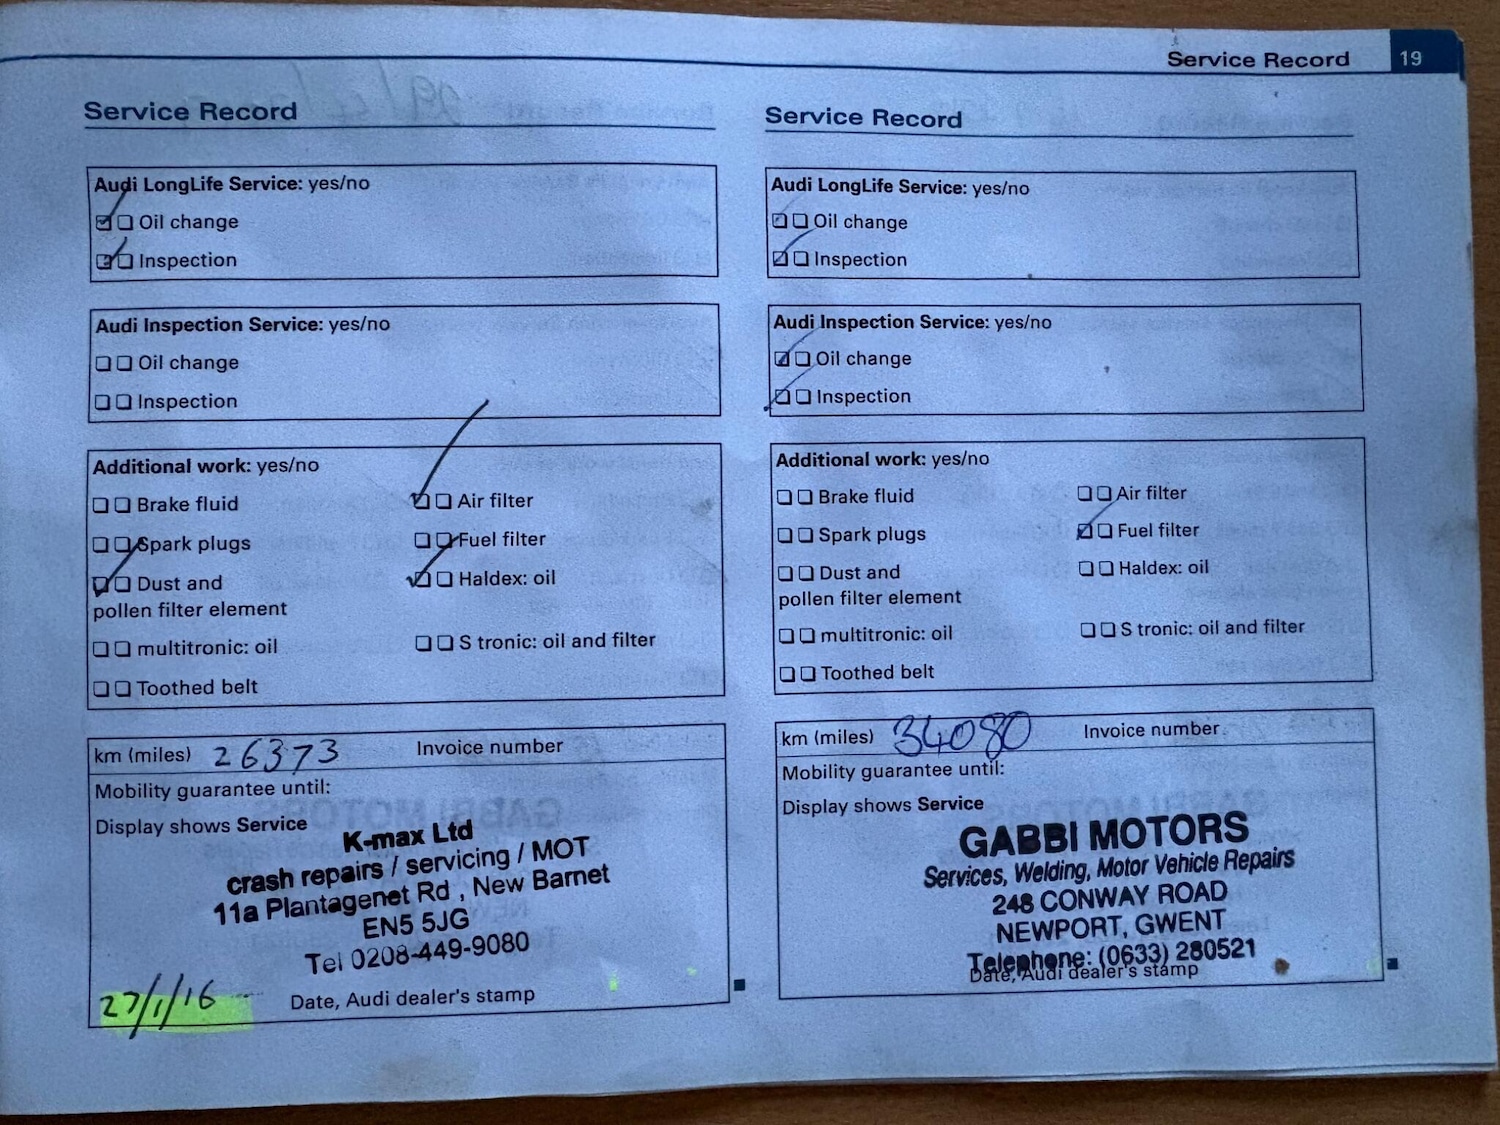 Service Record 19
Service Record
Audi LongLife Service: yes/no
Oil change
Inspection
Audi Inspection Service: yes/no
Oil change
Inspection
Additional work: yes/no
Brake fluid Air filter
Spark plugs Fuel filter
Dust and Haldex: oil
pollen filter element
multitronic: oil S tronic: oil and filter
Toothed belt
km (miles) 26373 Invoice number
Mobility guarantee until:
Display shows Service
K-max Ltd
crash repairs / servicing / MOT
11a Plantagenet Rd , New Barnet
EN5 5JG
Tel 0208-449-9080
27/1/16 Date, Audi dealer's stamp
Service Record
Audi LongLife Service: yes/no
Oil change
Inspection
Audi Inspection Service: yes/no
Oil change
Inspection
Additional work: yes/no
Brake fluid Air filter
Spark plugs Fuel filter
Dust and Haldex: oil
pollen filter element
multitronic: oil S tronic: oil and filter
Toothed belt
km (miles) 34080 Invoice number
Mobility guarantee until:
Display shows Service
GABBI MOTORS
Services, Welding, Motor Vehicle Repairs
248 CONWAY ROAD
NEWPORT, GWENT
Telephone: (0633) 280521
Date, Audi dealer's stamp